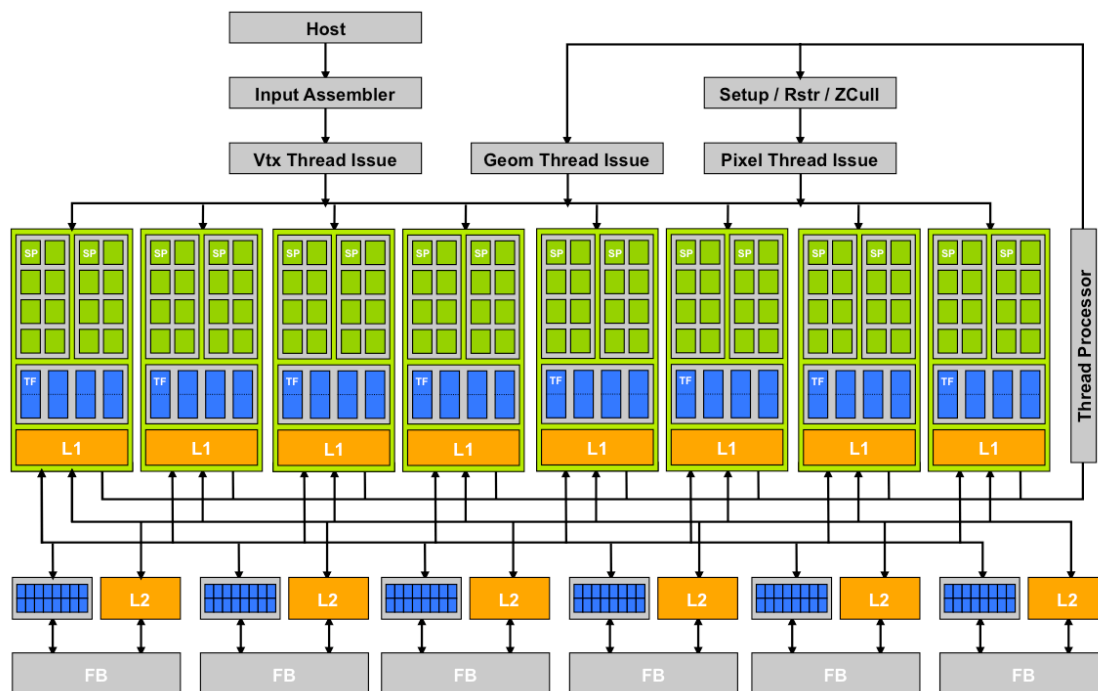 Host
Input Assembler
Setup / Rstr / ZCull
Vtx Thread Issue
Geom Thread Issue
Pixel Thread Issue
SP SP SP SP SP SP SP SP SP SP SP SP SP SP SP SP
Thread Processor
TF TF TF TF TF TF TF TF
L1 L1 L1 L1 L1 L1 L1 L1
L2 L2 L2 L2 L2 L2
FB FB FB FB FB FB